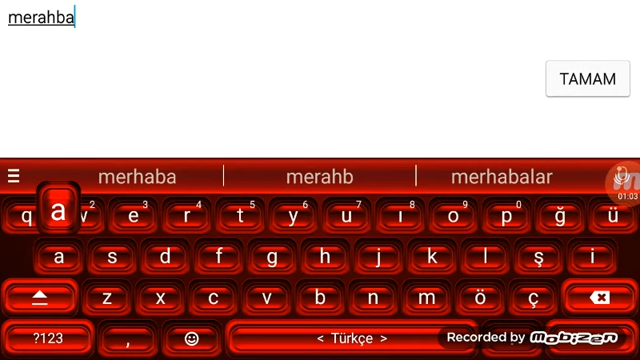 merahba
TAMAM
merhaba merahb merhabalar
01:03
a
q w 2 e 3 r 4 t 5 y 6 u 7 ı 8 o 9 p 0 ğ ü
a s d f g h j k l ş i
z x c v b n m ö ç
?123 , < Türkçe >
Recorded by mobizen